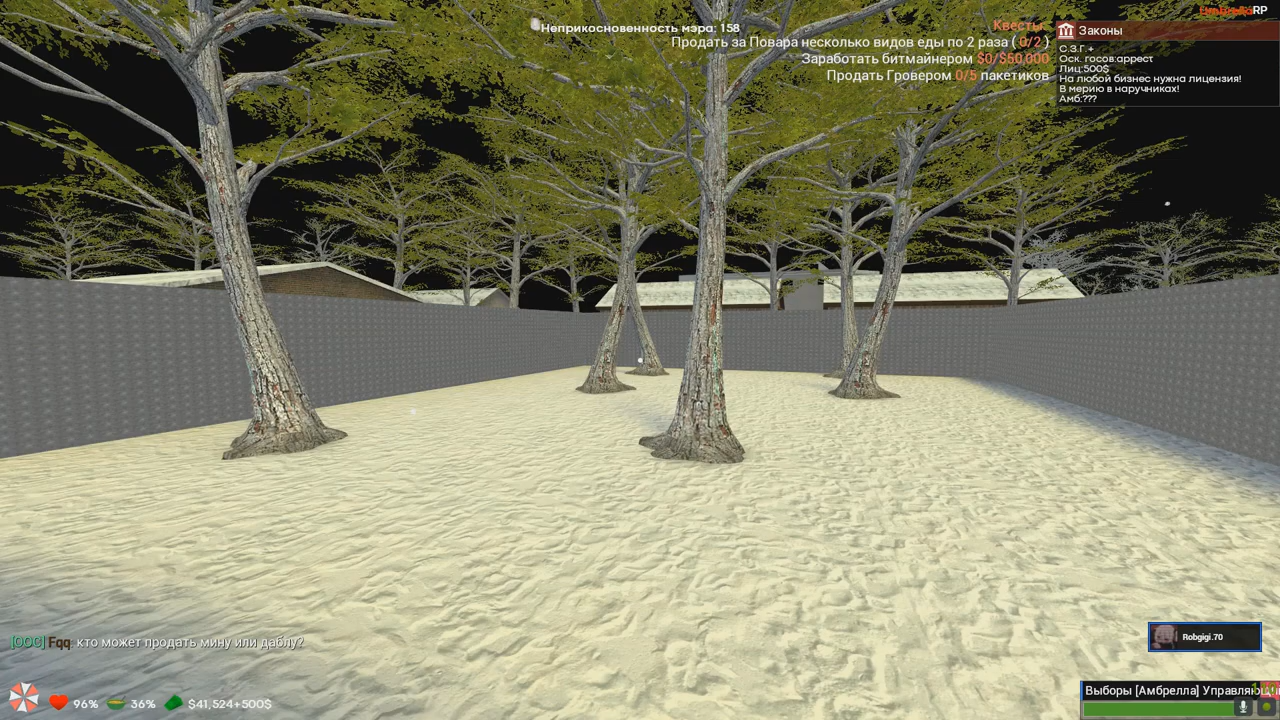 RP
Неприкосновенность мэра: 158
Квесты:
Продать за Повара несколько видов еды по 2 раза ( 0/2 )
Заработать битмайнером $0/$50,000
Продать Гровером 0/5 пакетиков
Законы
С.З.Г.+
Оск. госов:аррест
Лиц:500$
На любой бизнес нужна лицензия!
В мерию в наручниках!
Амб:???
[OOC] Fqq: кто может продать мину или даблу?
Robgigi.70
96% 36% $41,524+500$
Выборы [Амбрелла]